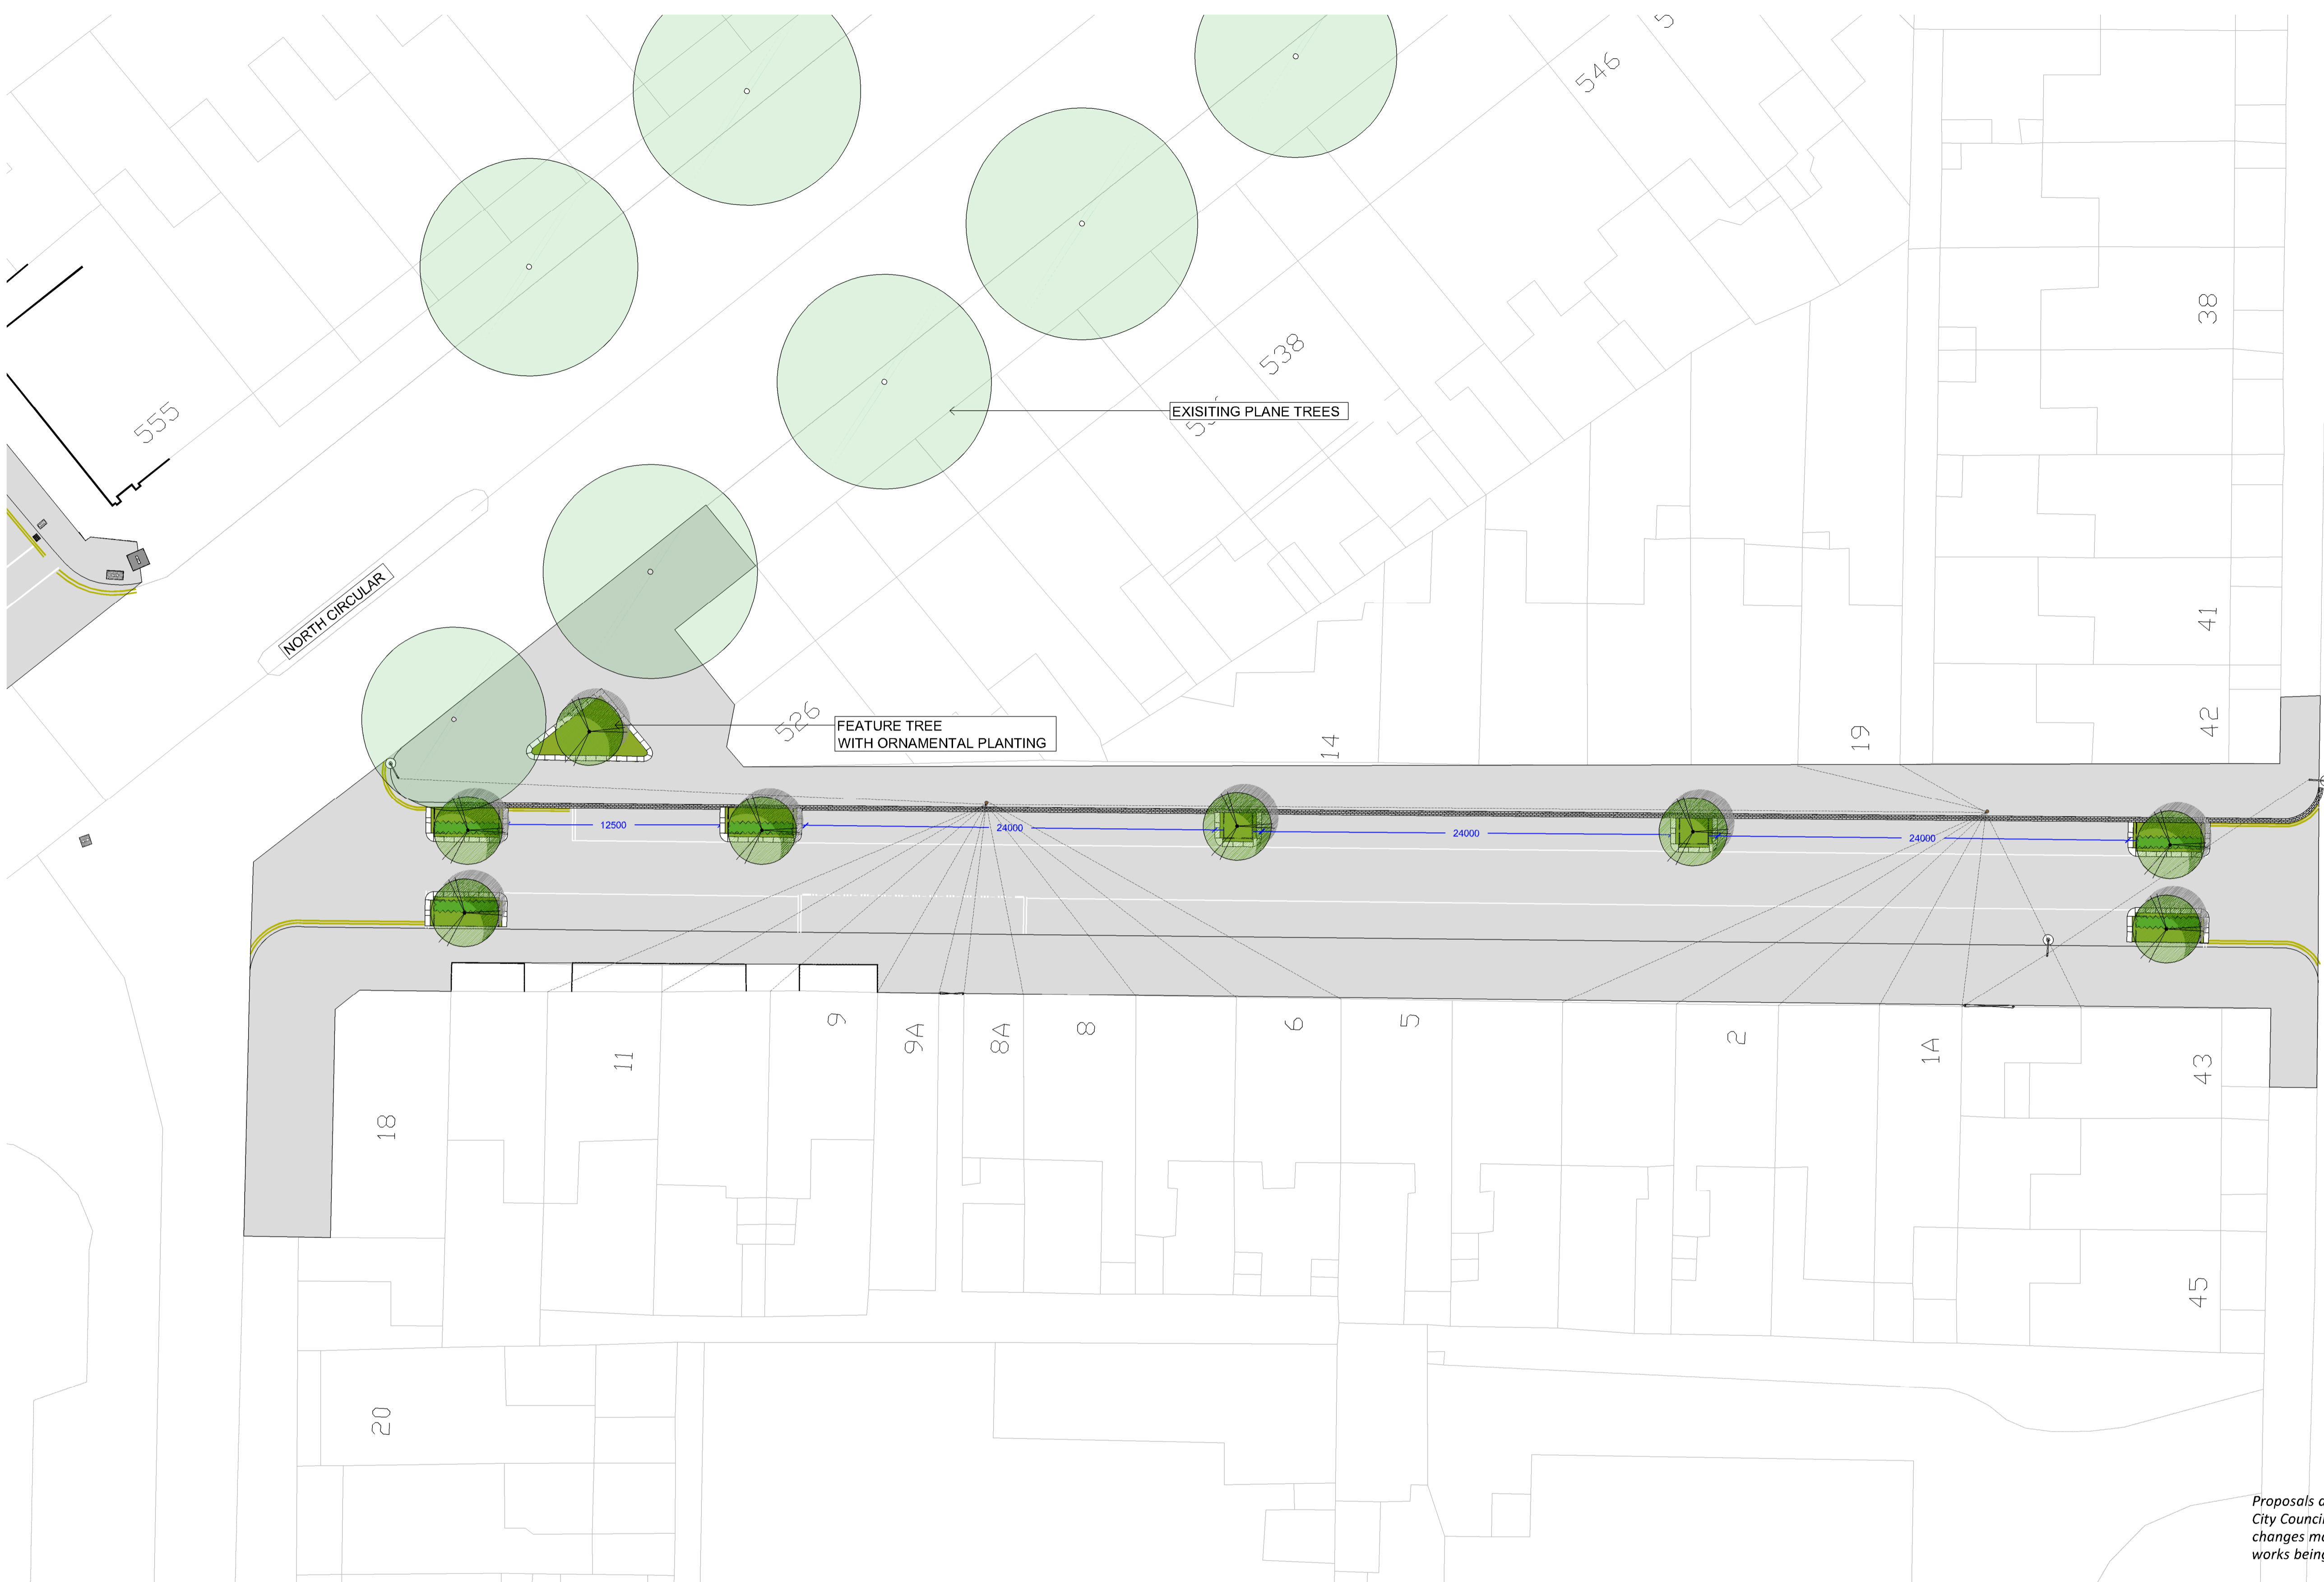 546
38
538
EXISITING PLANE TREES
555
NORTH CIRCULAR
41
526
FEATURE TREE
WITH ORNAMENTAL PLANTING
14
19
42
12500
24000
24000
24000
9
9A
8A
8
6
5
2
1A
43
11
18
45
20
Proposals
City Council
changes
works being